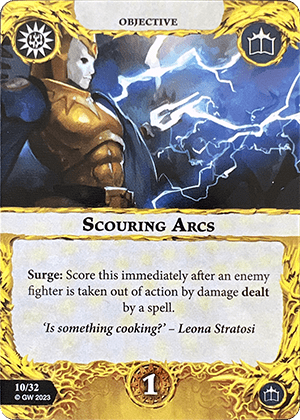 OBJECTIVE
SCOURING ARCS
Surge: Score this immediately after an enemy
fighter is taken out of action by damage dealt
by a spell.
‘Is something cooking?’ – Leona Stratosi
10/32
© GW 2023
1